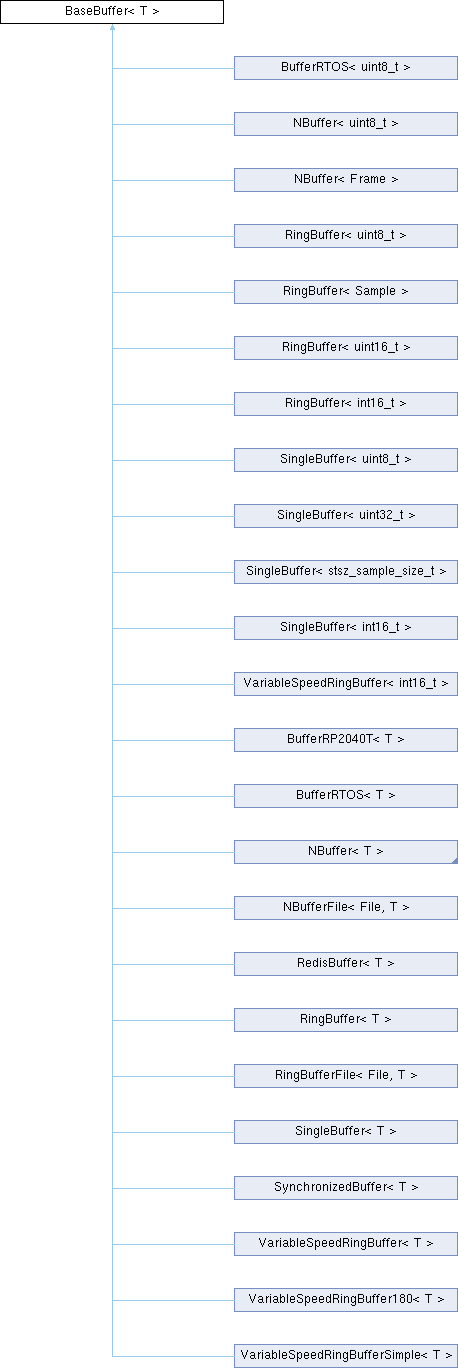 BaseBuffer< T >
BufferRTOS< uint8_t >
NBuffer< uint8_t >
NBuffer< Frame >
RingBuffer< uint8_t >
RingBuffer< Sample >
RingBuffer< uint16_t >
RingBuffer< int16_t >
SingleBuffer< uint8_t >
SingleBuffer< uint32_t >
SingleBuffer< stsz_sample_size_t >
SingleBuffer< int16_t >
VariableSpeedRingBuffer< int16_t >
BufferRP2040T< T >
BufferRTOS< T >
NBuffer< T >
NBufferFile< File, T >
RedisBuffer< T >
RingBuffer< T >
RingBufferFile< File, T >
SingleBuffer< T >
SynchronizedBuffer< T >
VariableSpeedRingBuffer< T >
VariableSpeedRingBuffer180< T >
VariableSpeedRingBufferSimple< T >